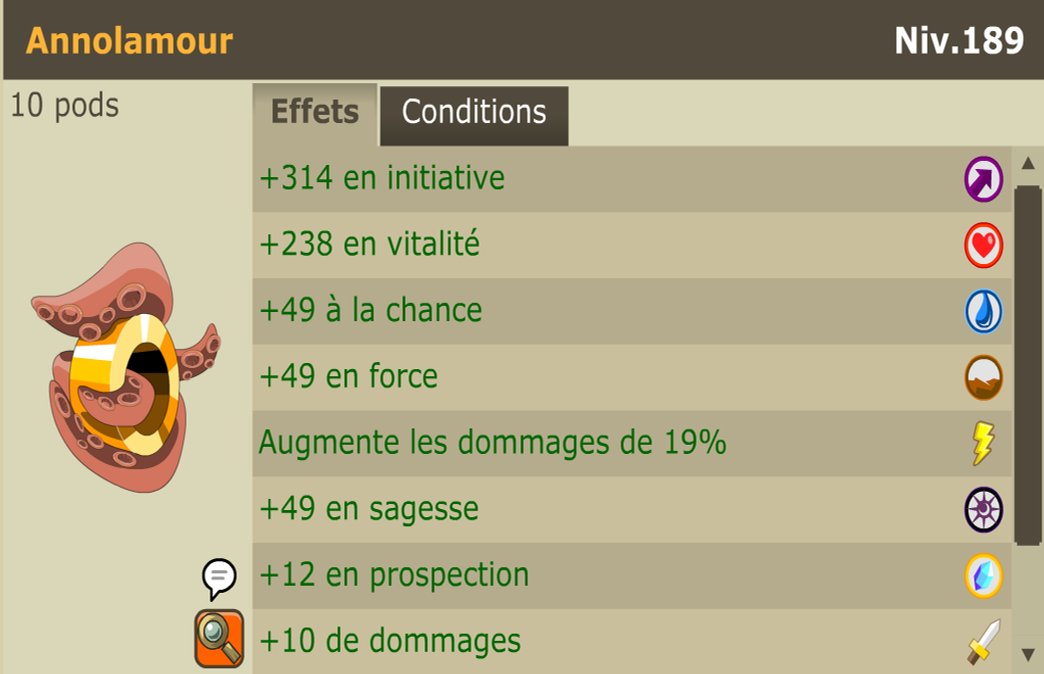 Annolamour
Niv.189
10 pods
Effets
Conditions
+314 en initiative
+238 en vitalité
+49 à la chance
+49 en force
Augmente les dommages de 19%
+49 en sagesse
+12 en prospection
+10 de dommages